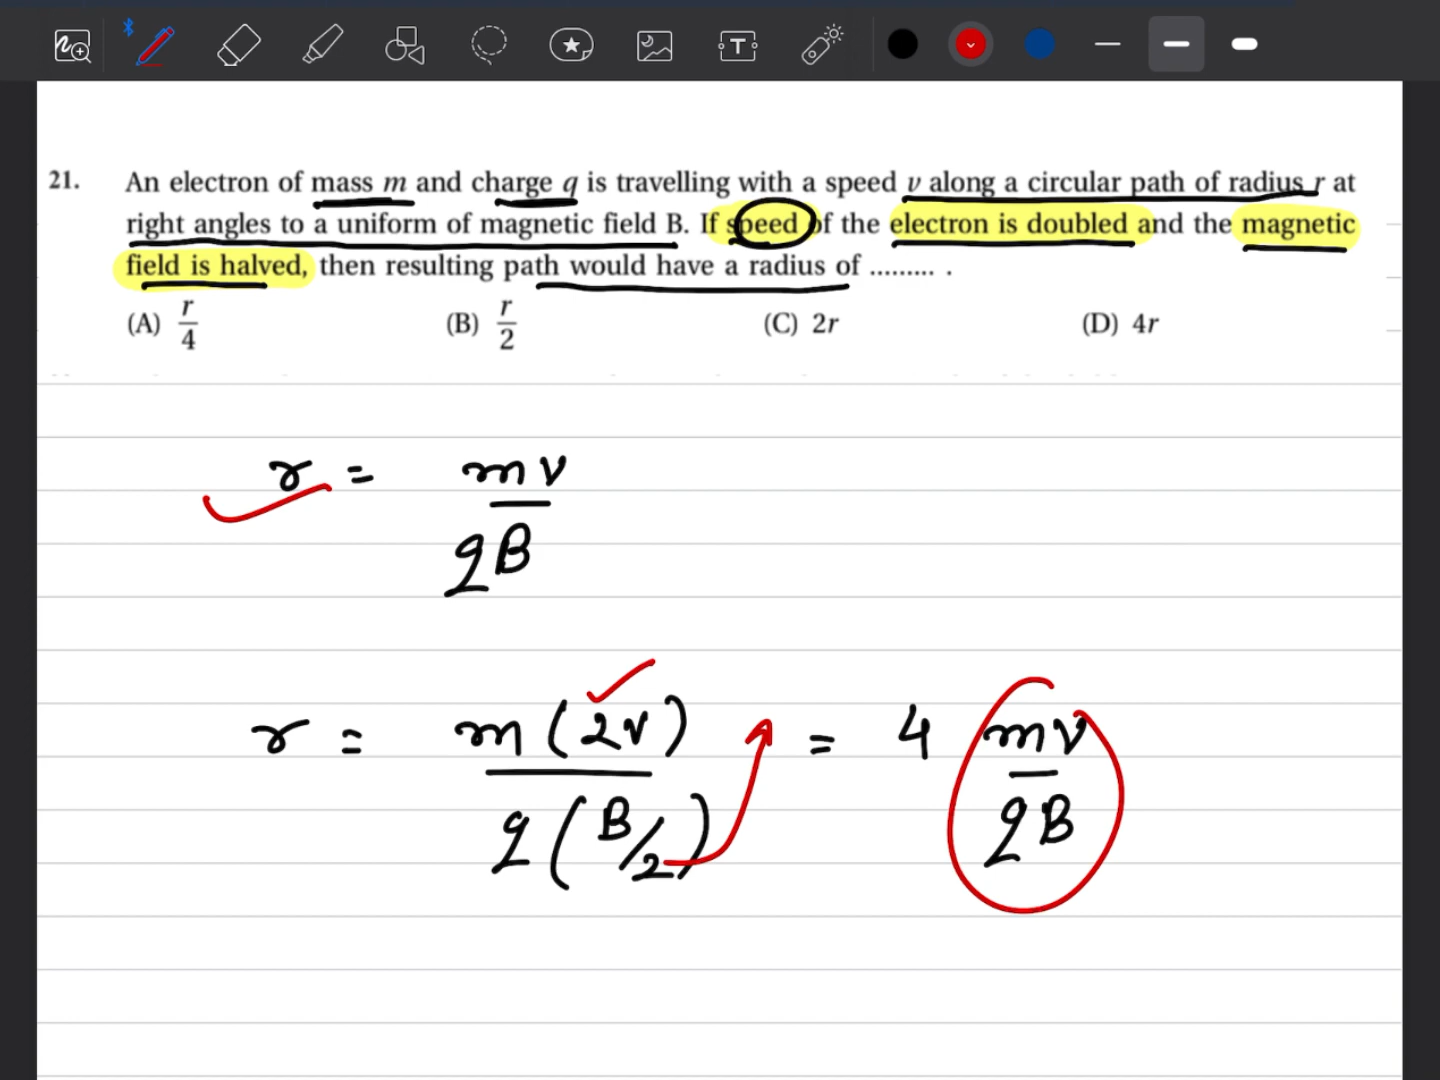 21. An electron of mass m and charge q is travelling with a speed v along a circular path of radius r at
right angles to a uniform of magnetic field B. If speed of the electron is doubled and the magnetic
field is halved, then resulting path would have a radius of ......... .
(A) r/4 (B) r/2 (C) 2r (D) 4r
r = mv/qB
r = m(2v)/q(B/2) = 4 mv/qB